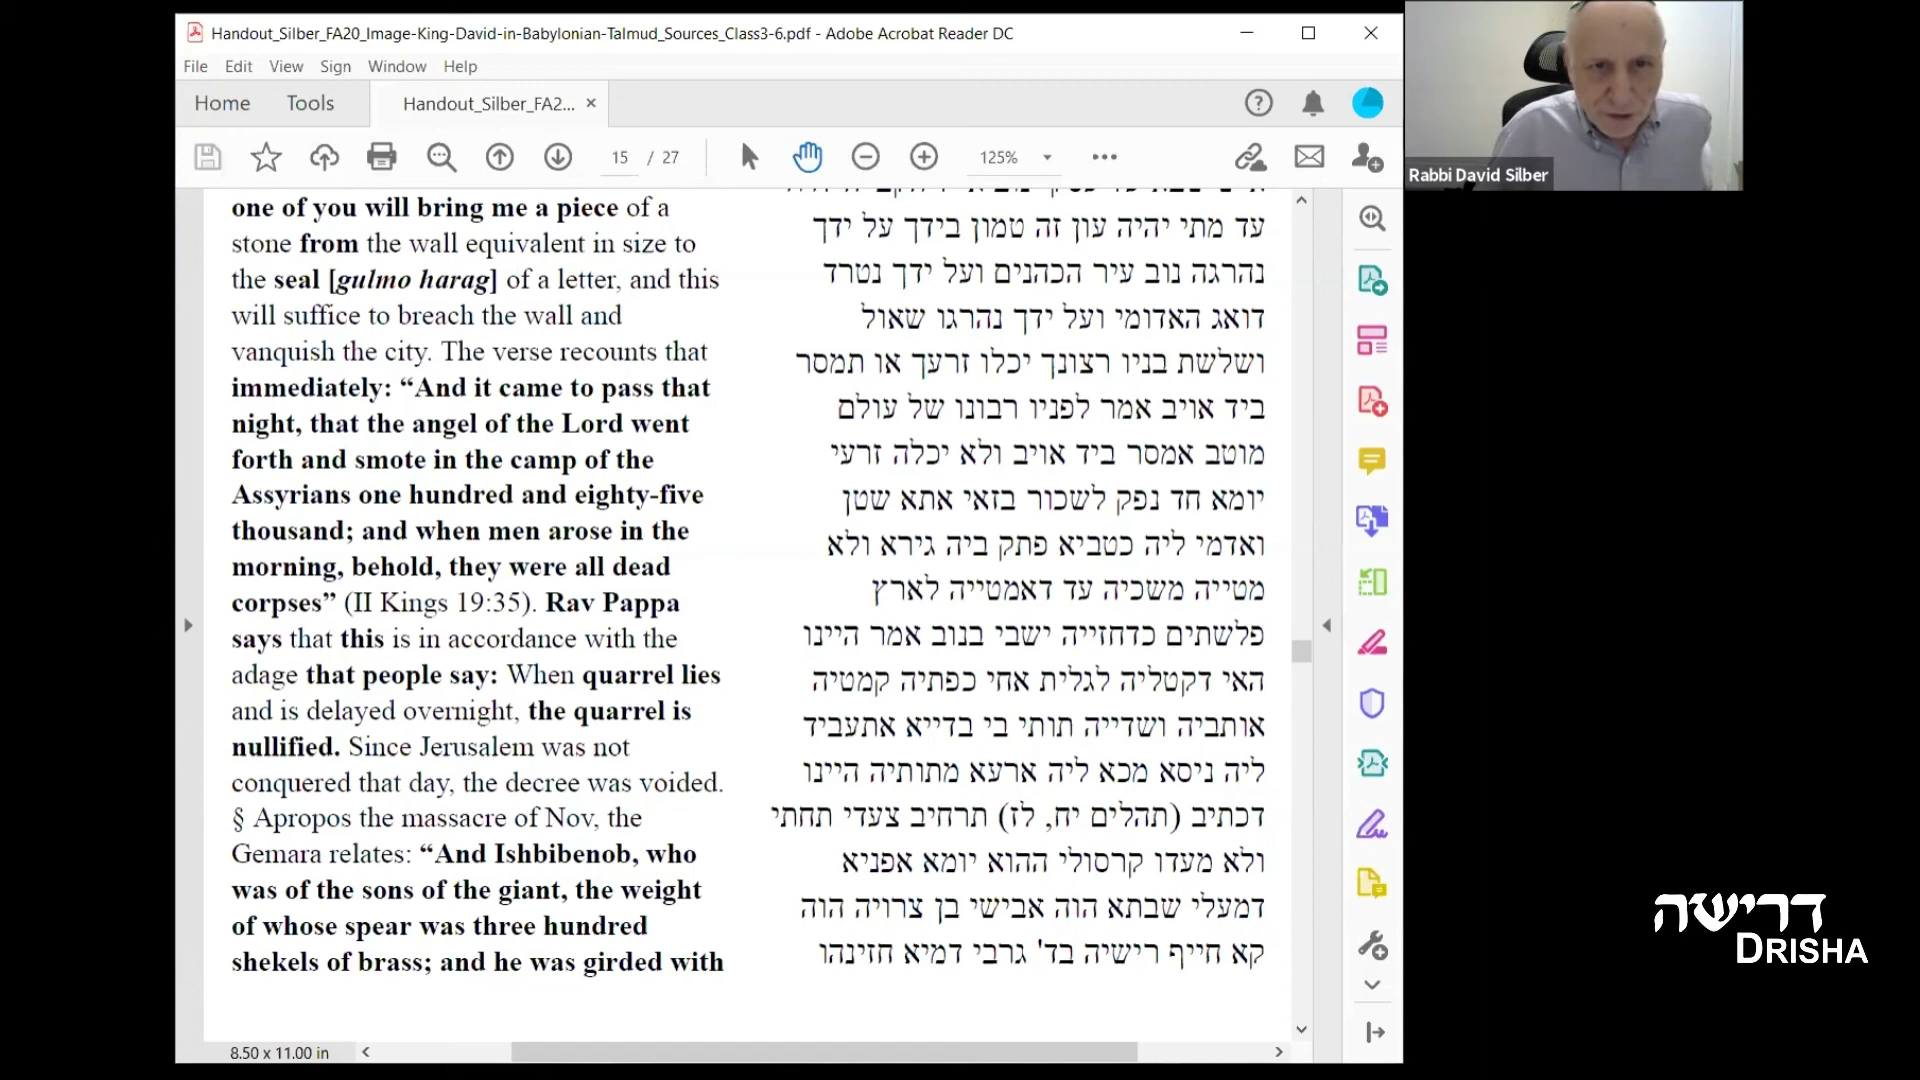 Handout_Silber_FA20_Image-King-David-in-Babylonian-Talmud_Sources_Class3-6.pdf - Adobe Acrobat Reader DC
File Edit View Sign Window Help
Home Tools Handout_Silber_FA2... ×
15 / 27 125%
one of you will bring me a piece of a
stone from the wall equivalent in size to
the seal [gulmo harag] of a letter, and this
will suffice to breach the wall and
vanquish the city. The verse recounts that
immediately: “And it came to pass that
night, that the angel of the Lord went
forth and smote in the camp of the
Assyrians one hundred and eighty-five
thousand; and when men arose in the
morning, behold, they were all dead
corpses” (II Kings 19:35). Rav Pappa
says that this is in accordance with the
adage that people say: When quarrel lies
and is delayed overnight, the quarrel is
nullified. Since Jerusalem was not
conquered that day, the decree was voided.
§ Apropos the massacre of Nov, the
Gemara relates: “And Ishbibenob, who
was of the sons of the giant, the weight
of whose spear was three hundred
shekels of brass; and he was girded with
עד מתי יהיה עון זה טמון בידך על ידך
נהרגה נוב עיר הכהנים ועל ידך נטרד
דואג האדומי ועל ידך נהרגו שאול
ושלשת בניו רצונך יכלו זרעך או תמסר
ביד אויב אמר לפניו רבונו של עולם
מוטב אמסר ביד אויב ולא יכלה זרעי
יומא חד נפק לשכור בזאי אתא שטן
ואדמי ליה כטביא פתק ביה גירא ולא
מטייה משכיה עד דאמטייה לארץ
פלשתים כדחזייה ישבי בנוב אמר היינו
האי דקטליה לגלית אחי כפתיה קמטיה
אותביה ושדייה תותי בי בדייא אתעביד
ליה ניסא מכא ליה ארעא מתותיה היינו
דכתיב (תהלים יח, לז) תרחיב צעדי תחתי
ולא מעדו קרסולי ההוא יומא אפניא
דמעלי שבתא הוה אבישי בן צרויה הוה
קא חייף רישיה בד' גרבי דמיא חזינהו
8.50 x 11.00 in
Rabbi David Silber
דרישה
DRISHA